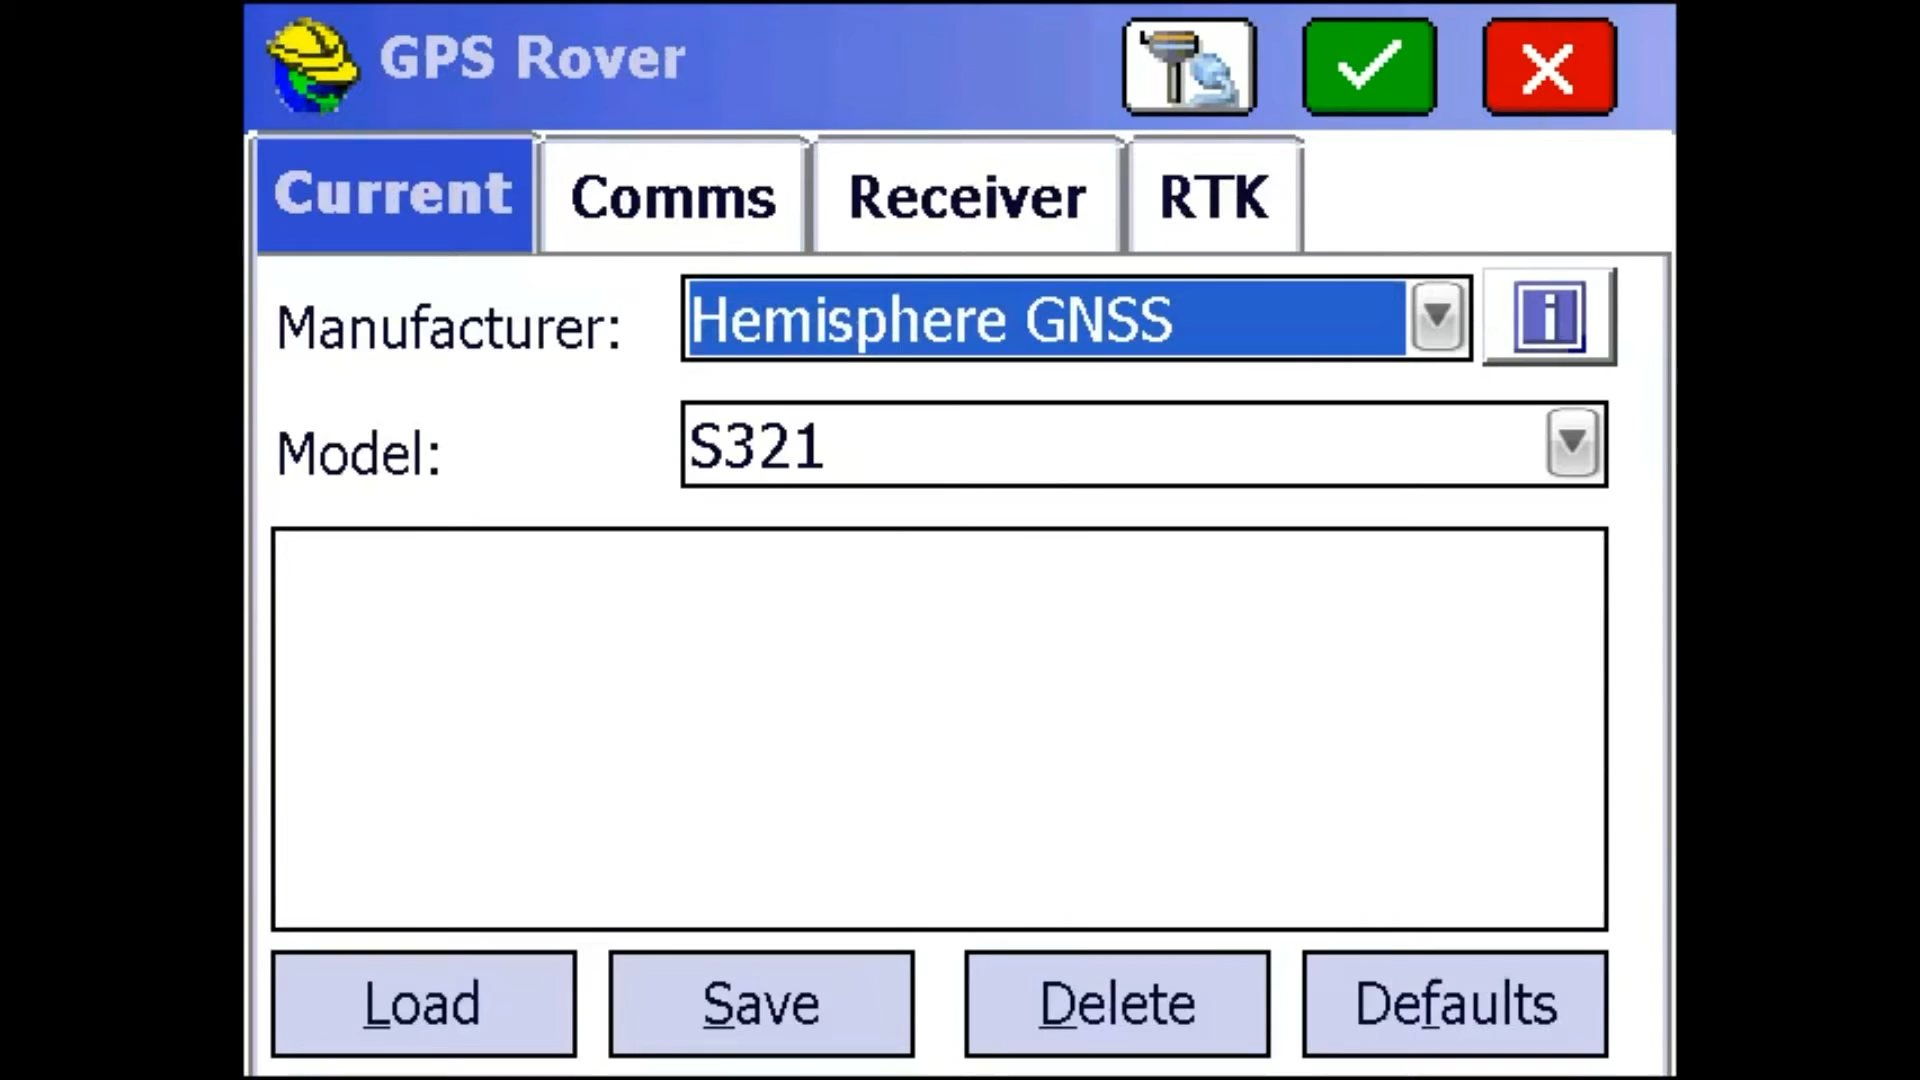 GPS Rover
Current Comms Receiver RTK
Manufacturer: Hemisphere GNSS i
Model: S321
Load Save Delete Defaults